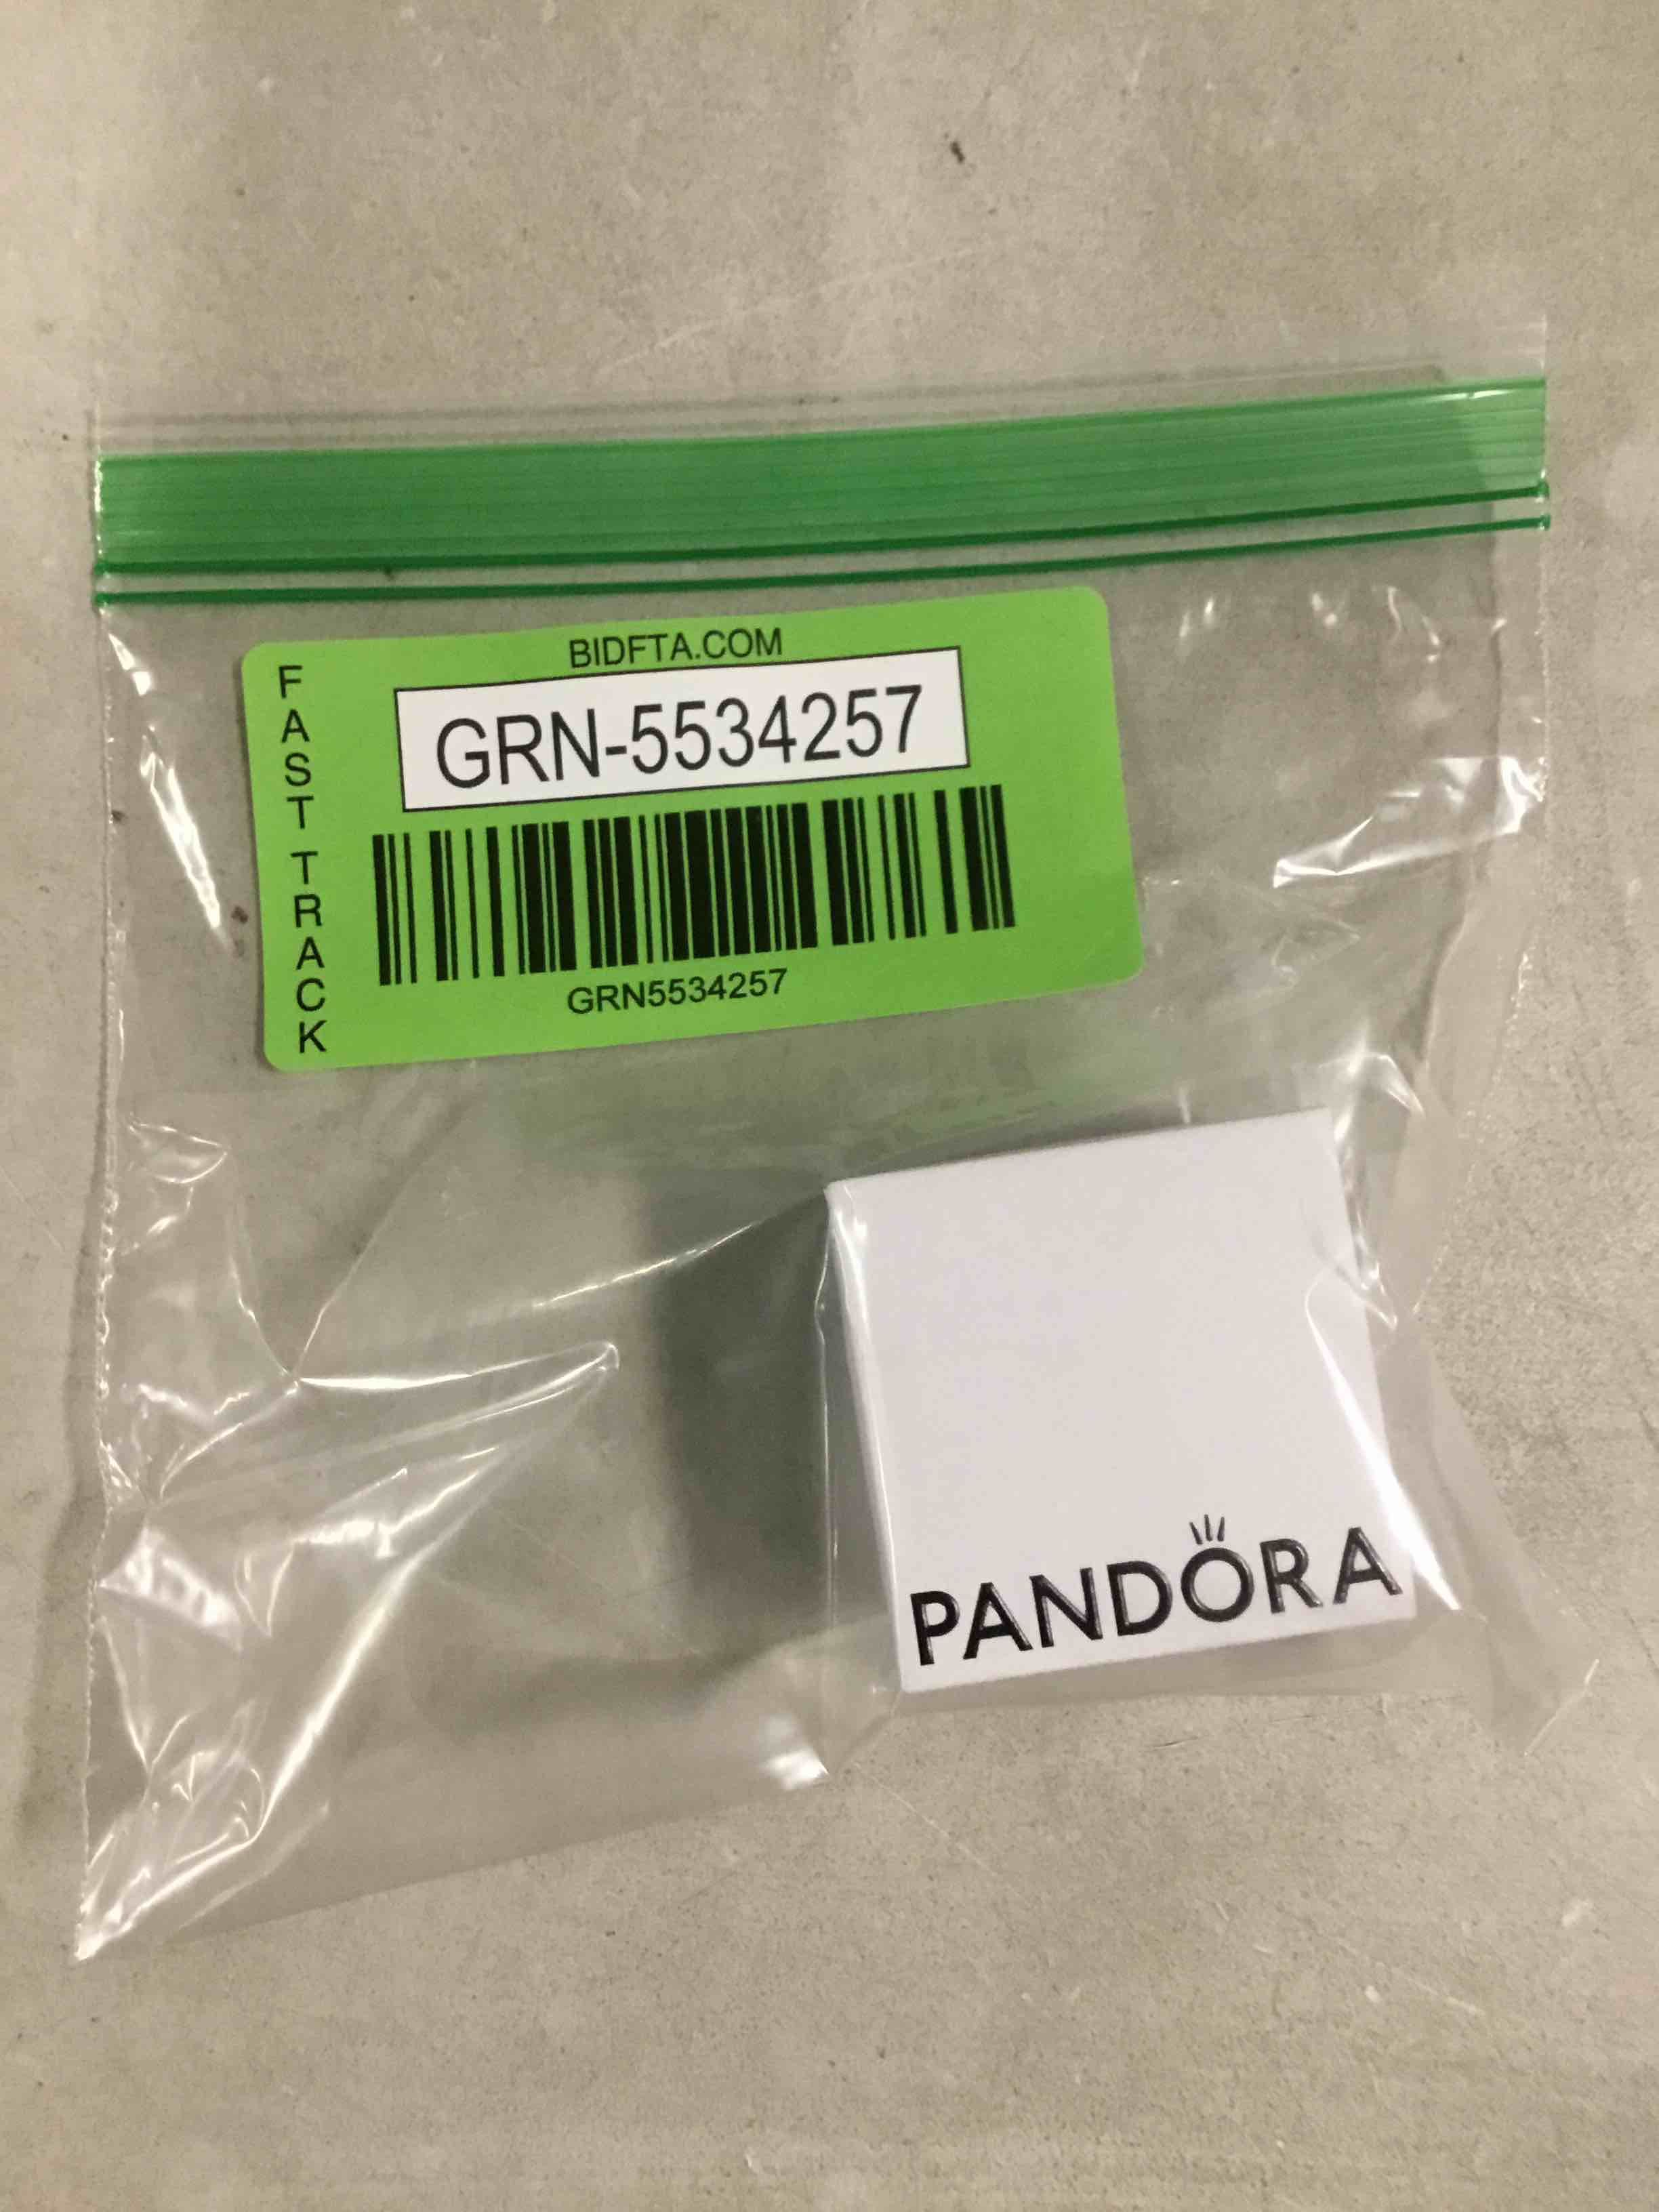 BIDFTA.COM
FAST TRACK
GRN-5534257
GRN5534257
PANDORA